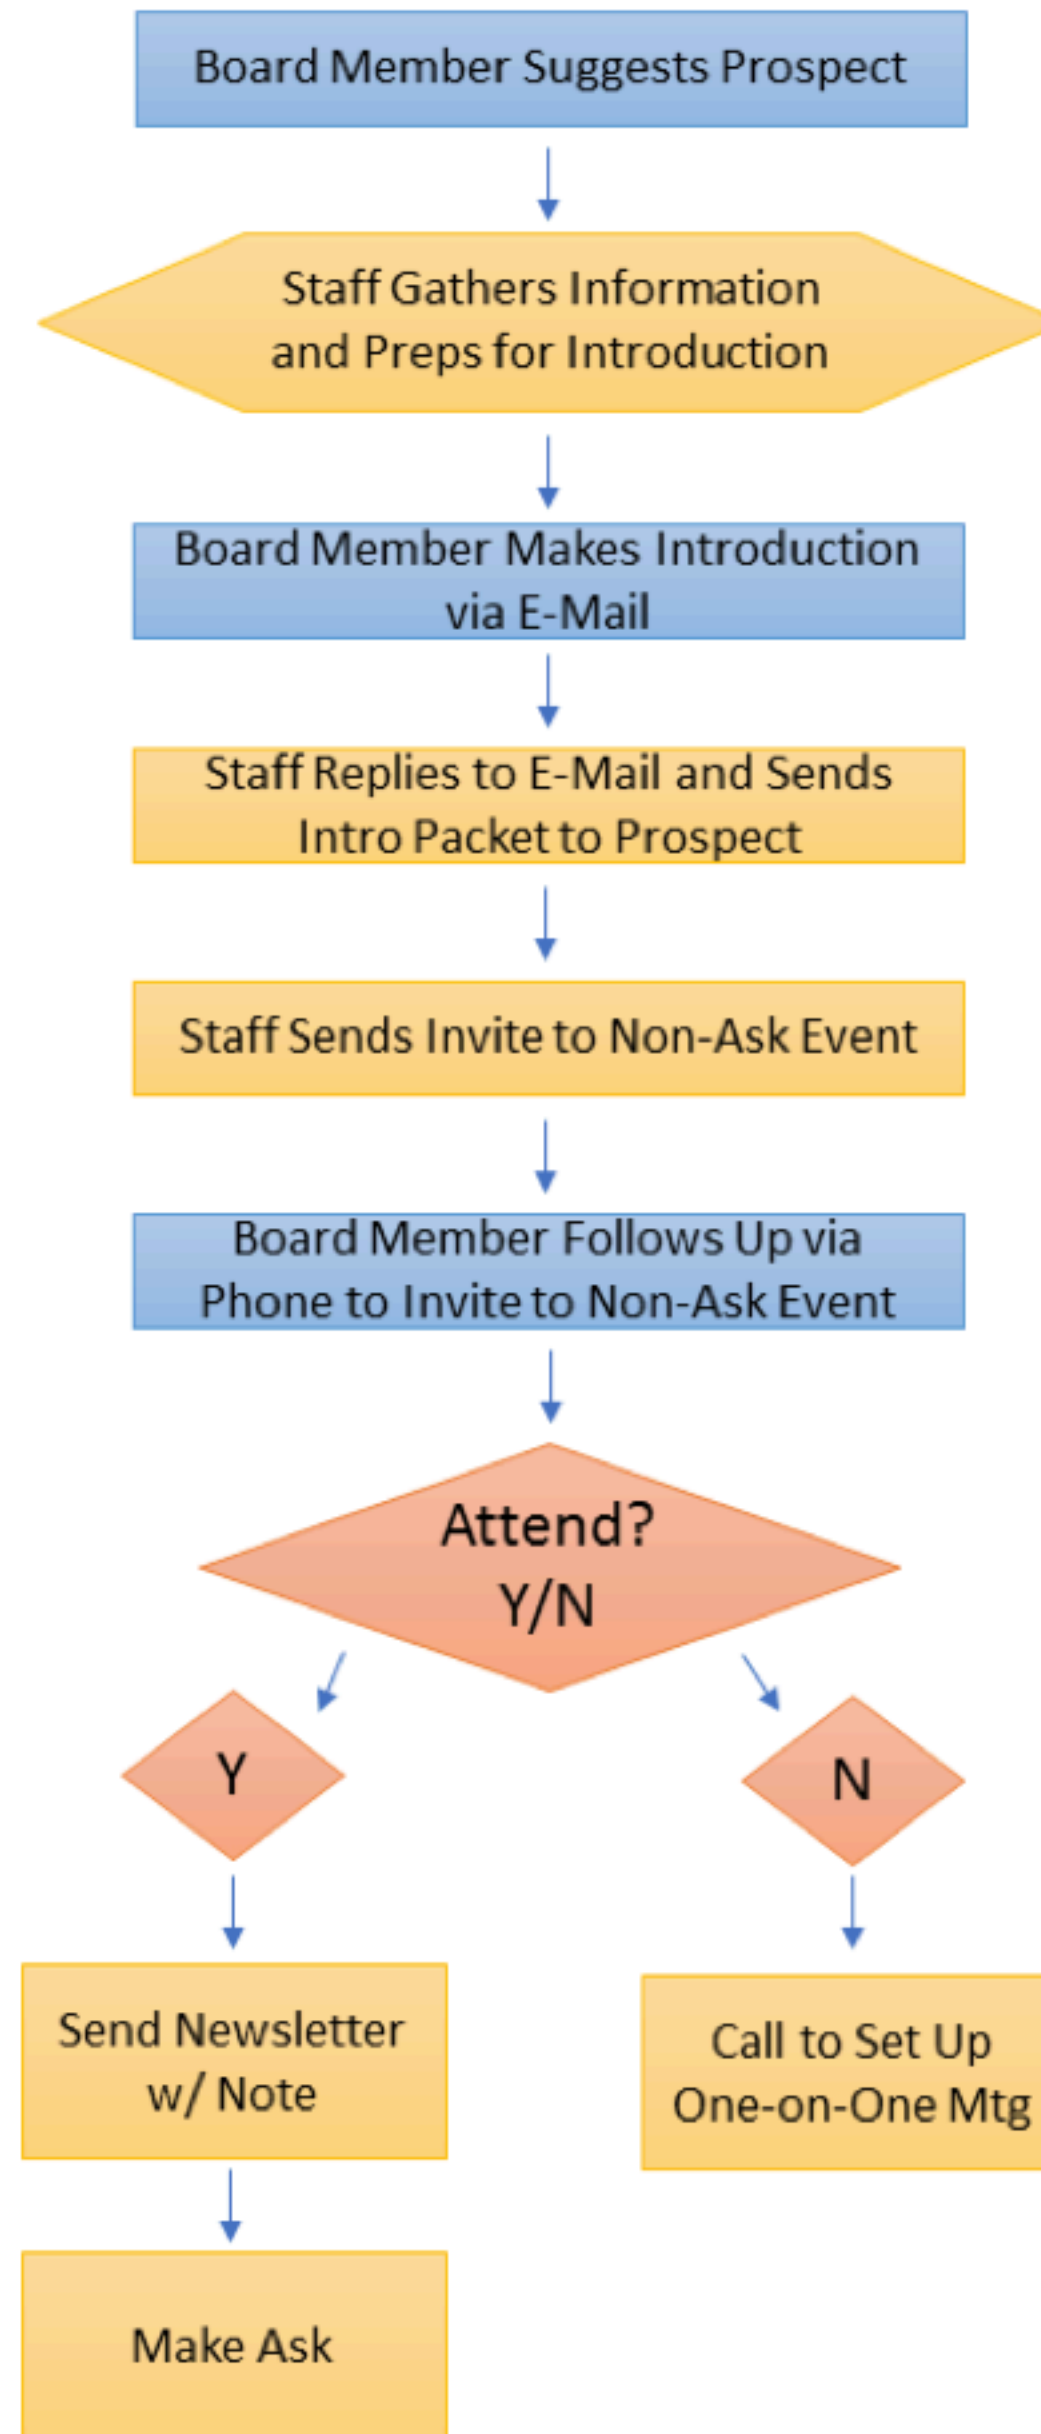 Board Member Suggests Prospect
Staff Gathers Information
and Preps for Introduction
Board Member Makes Introduction
via E-Mail
Staff Replies to E-Mail and Sends
Intro Packet to Prospect
Staff Sends Invite to Non-Ask Event
Board Member Follows Up via
Phone to Invite to Non-Ask Event
Attend?
Y/N
Y
N
Send Newsletter
w/ Note
Call to Set Up
One-on-One Mtg
Make Ask